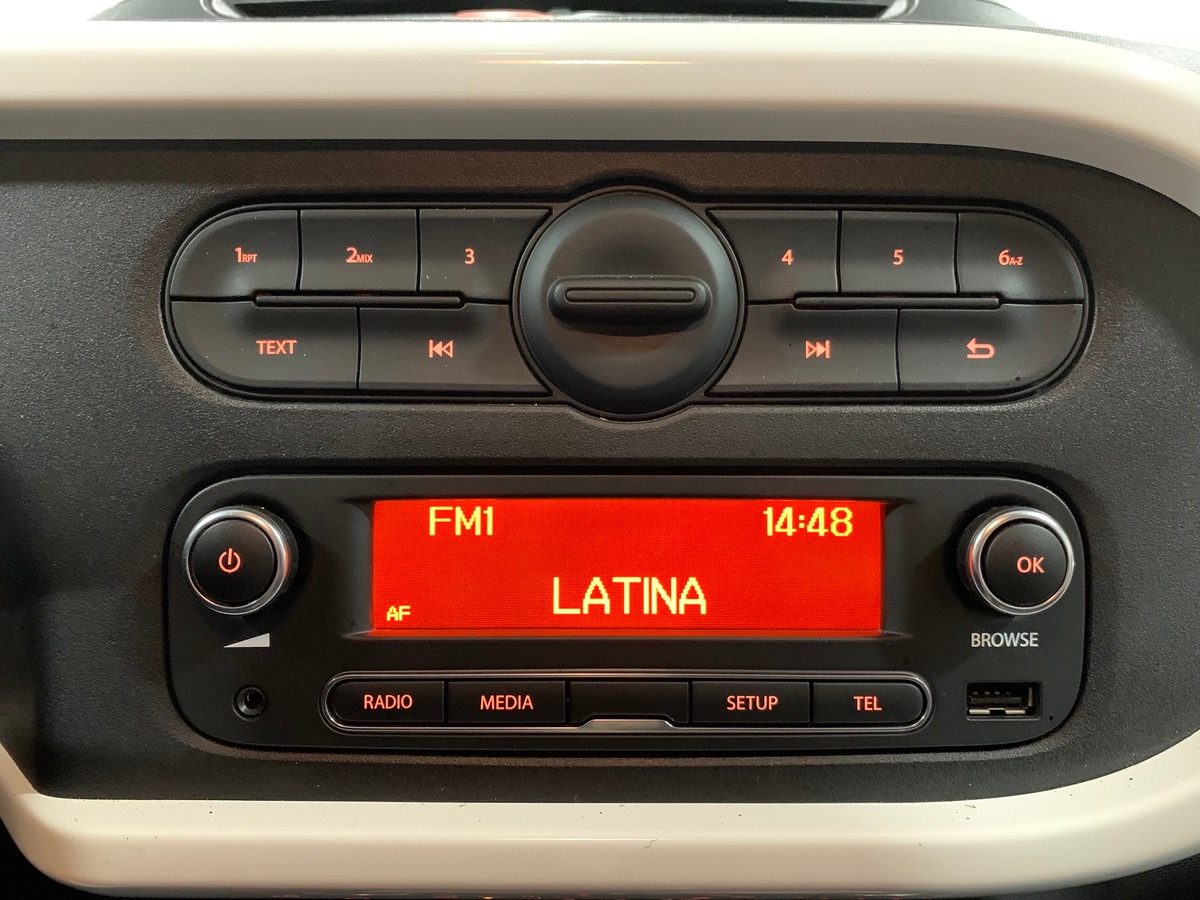 1RPT 2MIX 3 4 5 6A-Z
TEXT
FM1 14:48
LATINA
AF
OK
BROWSE
RADIO MEDIA SETUP TEL